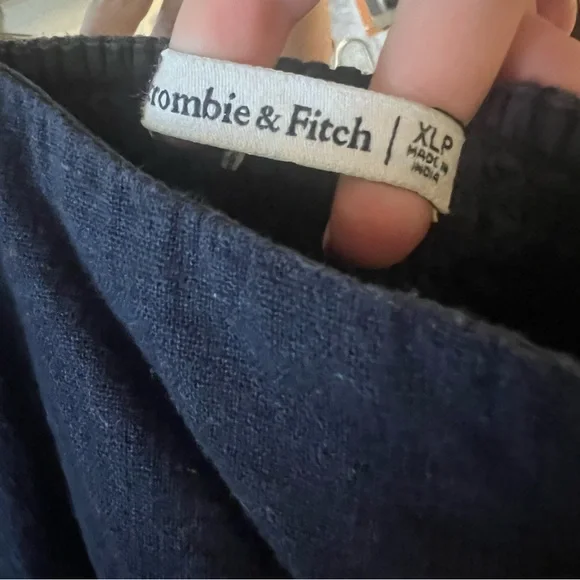 rombie & Fitch | XLP
MADE IN
INDIA